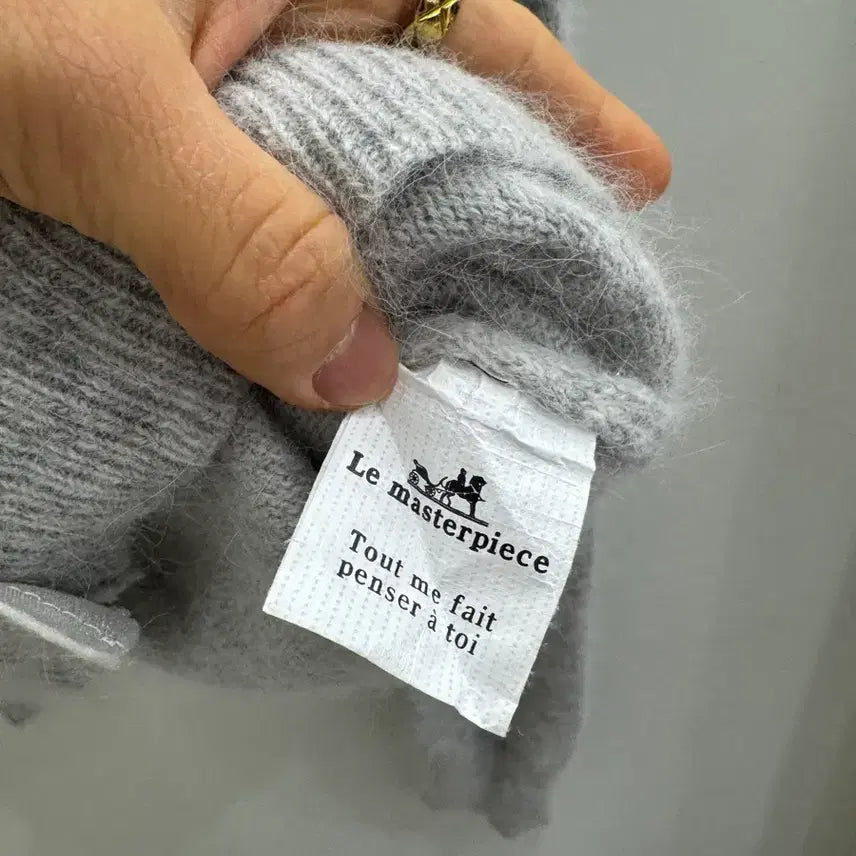 Le masterpiece
Tout me fait
penser à toi